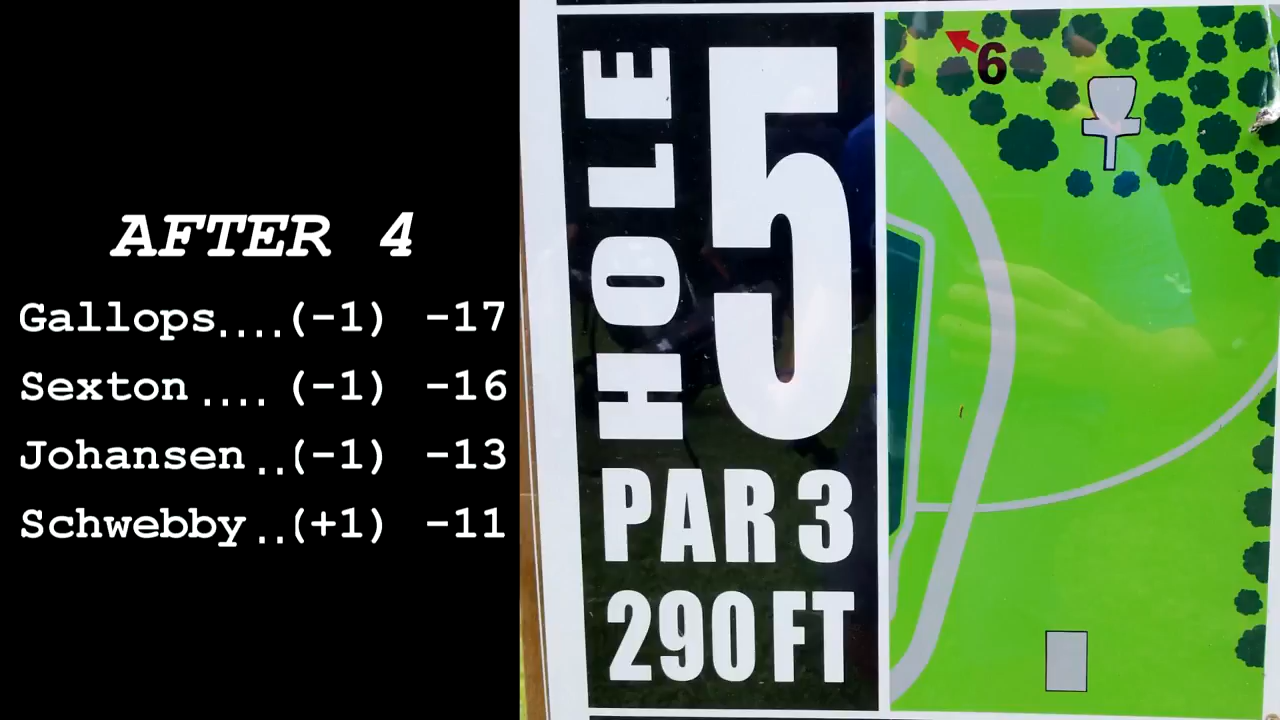 AFTER 4
Gallops....(-1) -17
Sexton .... (-1) -16
Johansen ..(-1) -13
Schwebby ..(+1) -11
HOLE
5
PAR 3
290 FT
6